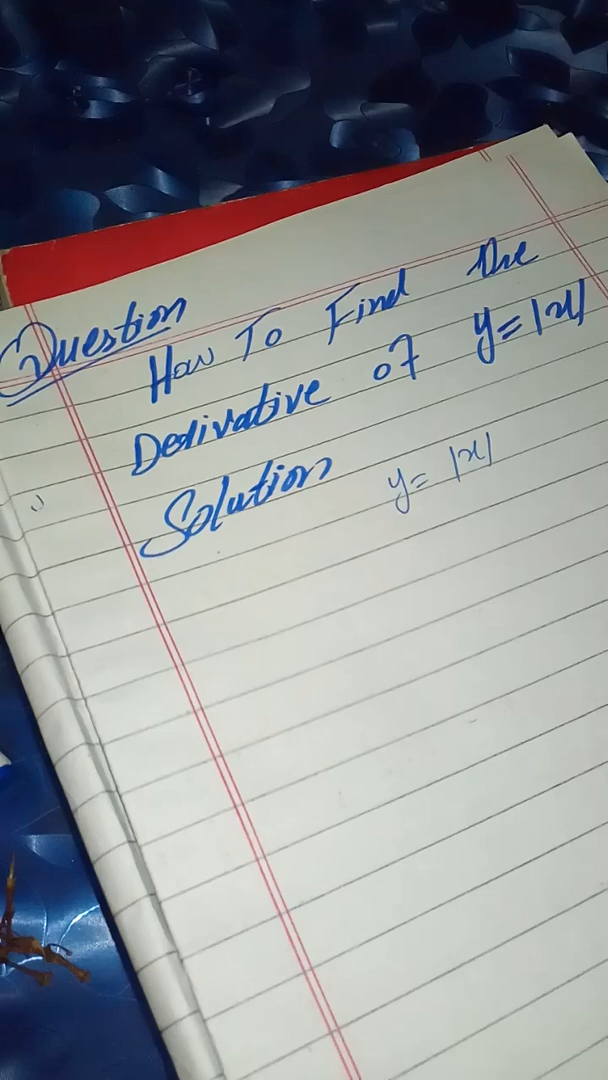 Question
How To Find the
Derivative of y=|x|
Solution y= |x|